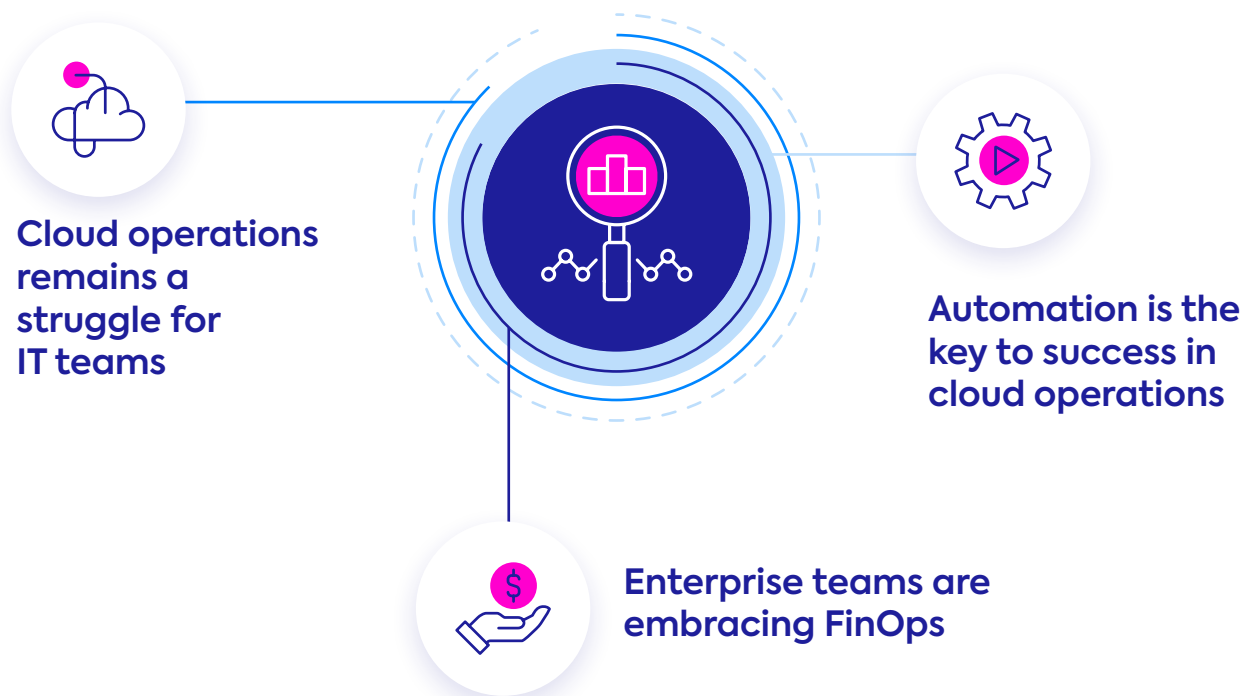 Cloud operations
remains a
struggle for
IT teams
Automation is the
key to success in
cloud operations
$
Enterprise teams are
embracing FinOps